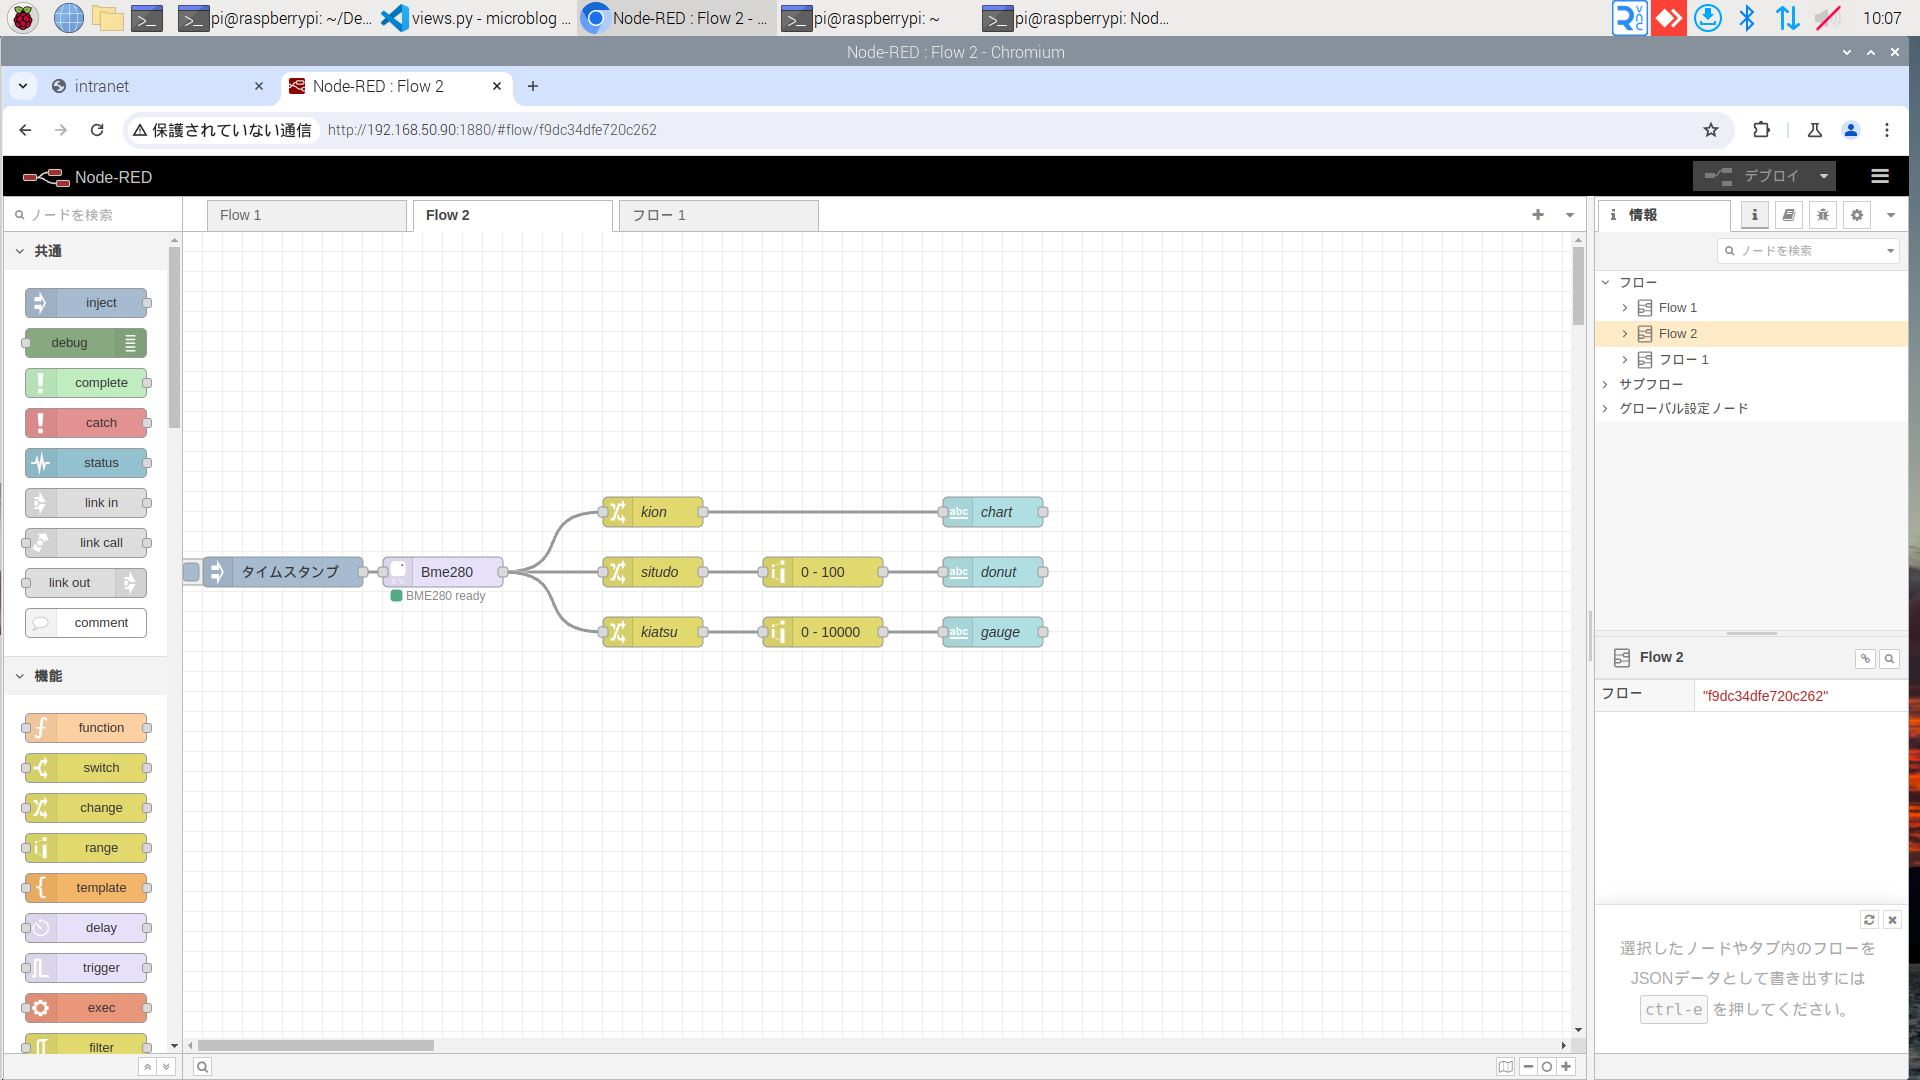 pi@raspberrypi: ~/De...
views.py - microblog ...
Node-RED : Flow 2 - ...
pi@raspberrypi: ~
pi@raspberrypi: Nod...
10:07
Node-RED : Flow 2 - Chromium
intranet
Node-RED : Flow 2
保護されていない通信
http://192.168.50.90:1880/#flow/f9dc34dfe720c262
Node-RED
デプロイ
ノードを検索
Flow 1
Flow 2
フロー 1
情報
共通
inject
debug
complete
catch
status
link in
link call
link out
comment
機能
function
switch
change
range
template
delay
trigger
exec
filter
タイムスタンプ
Bme280
BME280 ready
kion
abc chart
situdo
0 - 100
abc donut
kiatsu
0 - 10000
abc gauge
ノードを検索
フロー
Flow 1
Flow 2
フロー 1
サブフロー
グローバル設定ノード
Flow 2
フロー
"f9dc34dfe720c262"
選択したノードやタブ内のフローを
JSONデータとして書き出すには
ctrl-e を押してください。